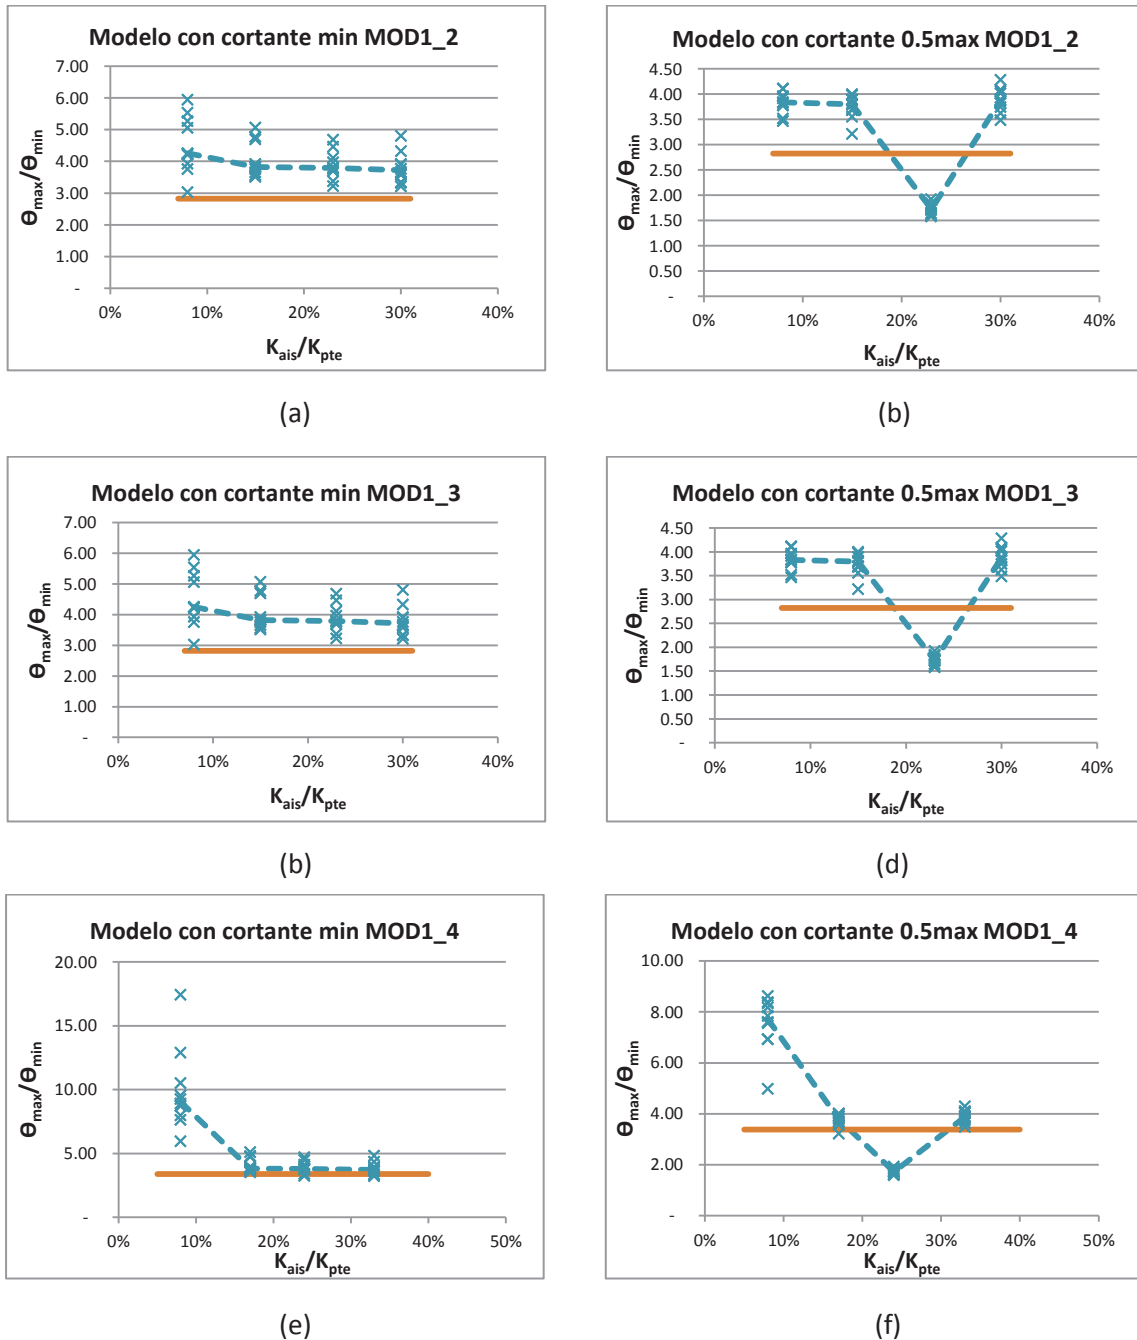 Modelo con cortante min MOD1_2
7.00
6.00
5.00
4.00
3.00
2.00
1.00
-
0% 10% 20% 30% 40%
Θmax/Θmin
Kais/Kpte
(a)
Modelo con cortante 0.5max MOD1_2
4.50
4.00
3.50
3.00
2.50
2.00
1.50
1.00
0.50
-
0% 10% 20% 30% 40%
Θmax/Θmin
Kais/Kpte
(b)
Modelo con cortante min MOD1_3
7.00
6.00
5.00
4.00
3.00
2.00
1.00
-
0% 10% 20% 30% 40%
Θmax/Θmin
Kais/Kpte
(b)
Modelo con cortante 0.5max MOD1_3
4.50
4.00
3.50
3.00
2.50
2.00
1.50
1.00
0.50
-
0% 10% 20% 30% 40%
Θmax/Θmin
Kais/Kpte
(d)
Modelo con cortante min MOD1_4
20.00
15.00
10.00
5.00
-
0% 10% 20% 30% 40% 50%
Θmax/Θmin
Kais/Kpte
(e)
Modelo con cortante 0.5max MOD1_4
10.00
8.00
6.00
4.00
2.00
-
0% 10% 20% 30% 40% 50%
Θmax/Θmin
Kais/Kpte
(f)